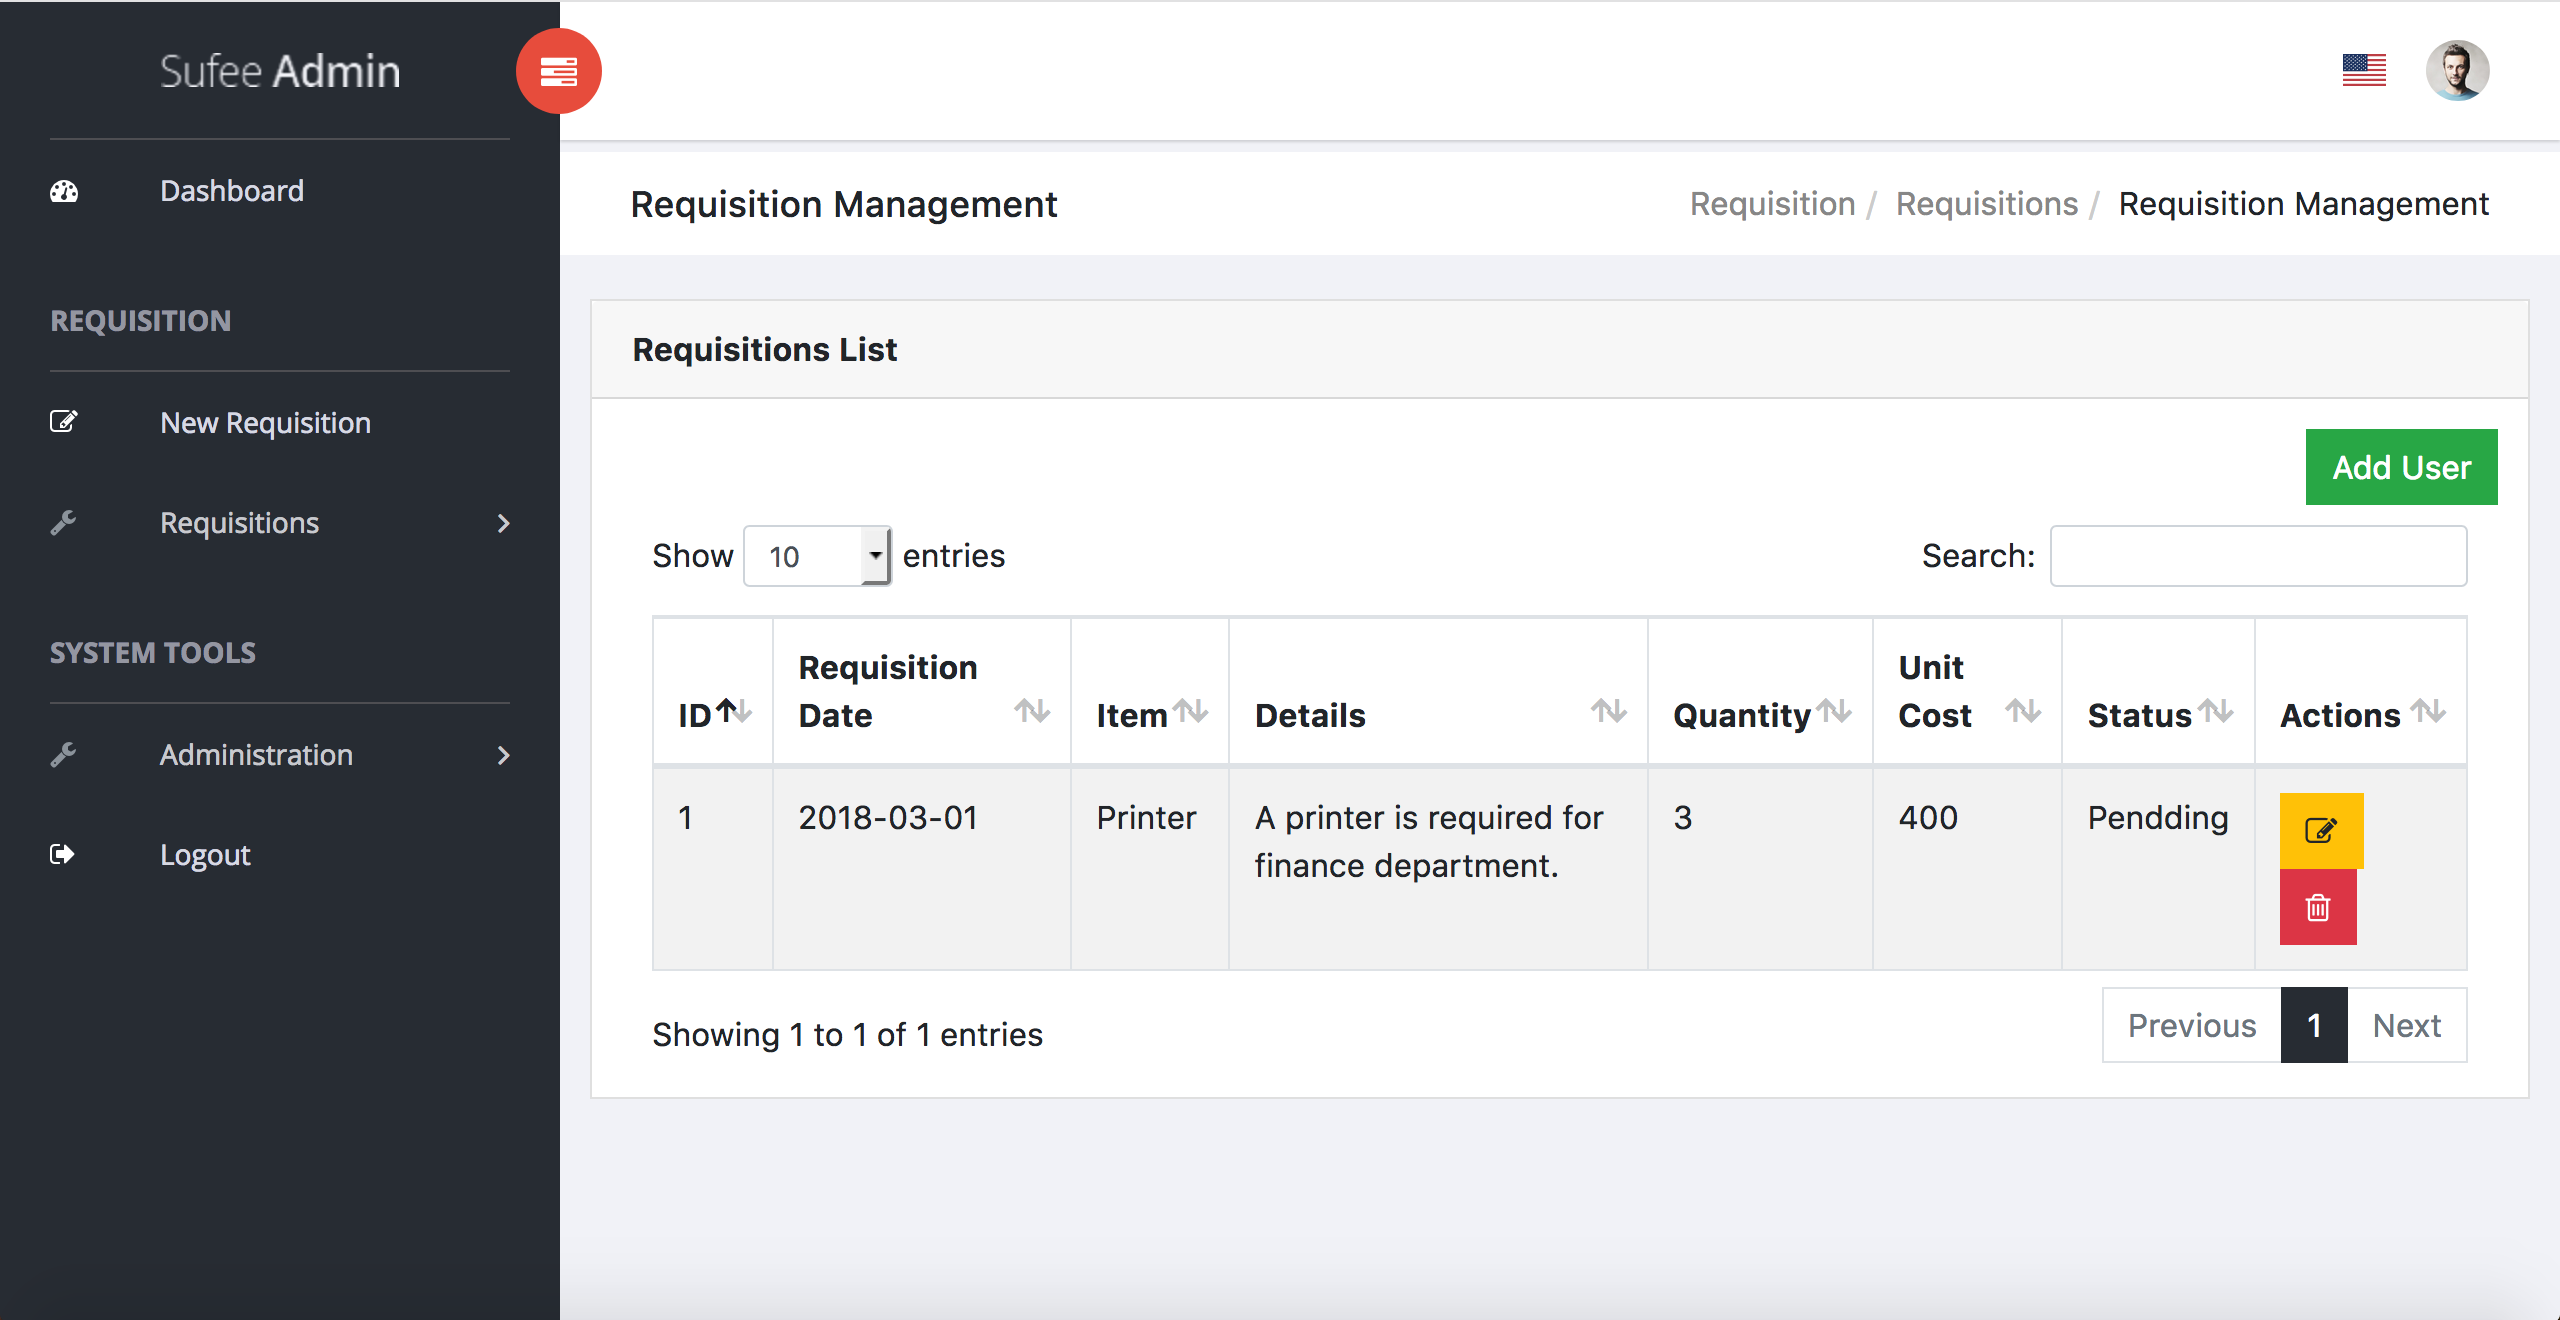 Sufee Admin
Dashboard
REQUISITION
New Requisition
Requisitions
SYSTEM TOOLS
Administration
Logout
Requisition Management
Requisition / Requisitions / Requisition Management
Requisitions List
Add User
Show 10 entries
Search:
ID
Requisition
Date
Item
Details
Quantity
Unit
Cost
Status
Actions
1
2018-03-01
Printer
A printer is required for
finance department.
3
400
Pendding
Showing 1 to 1 of 1 entries
Previous 1 Next